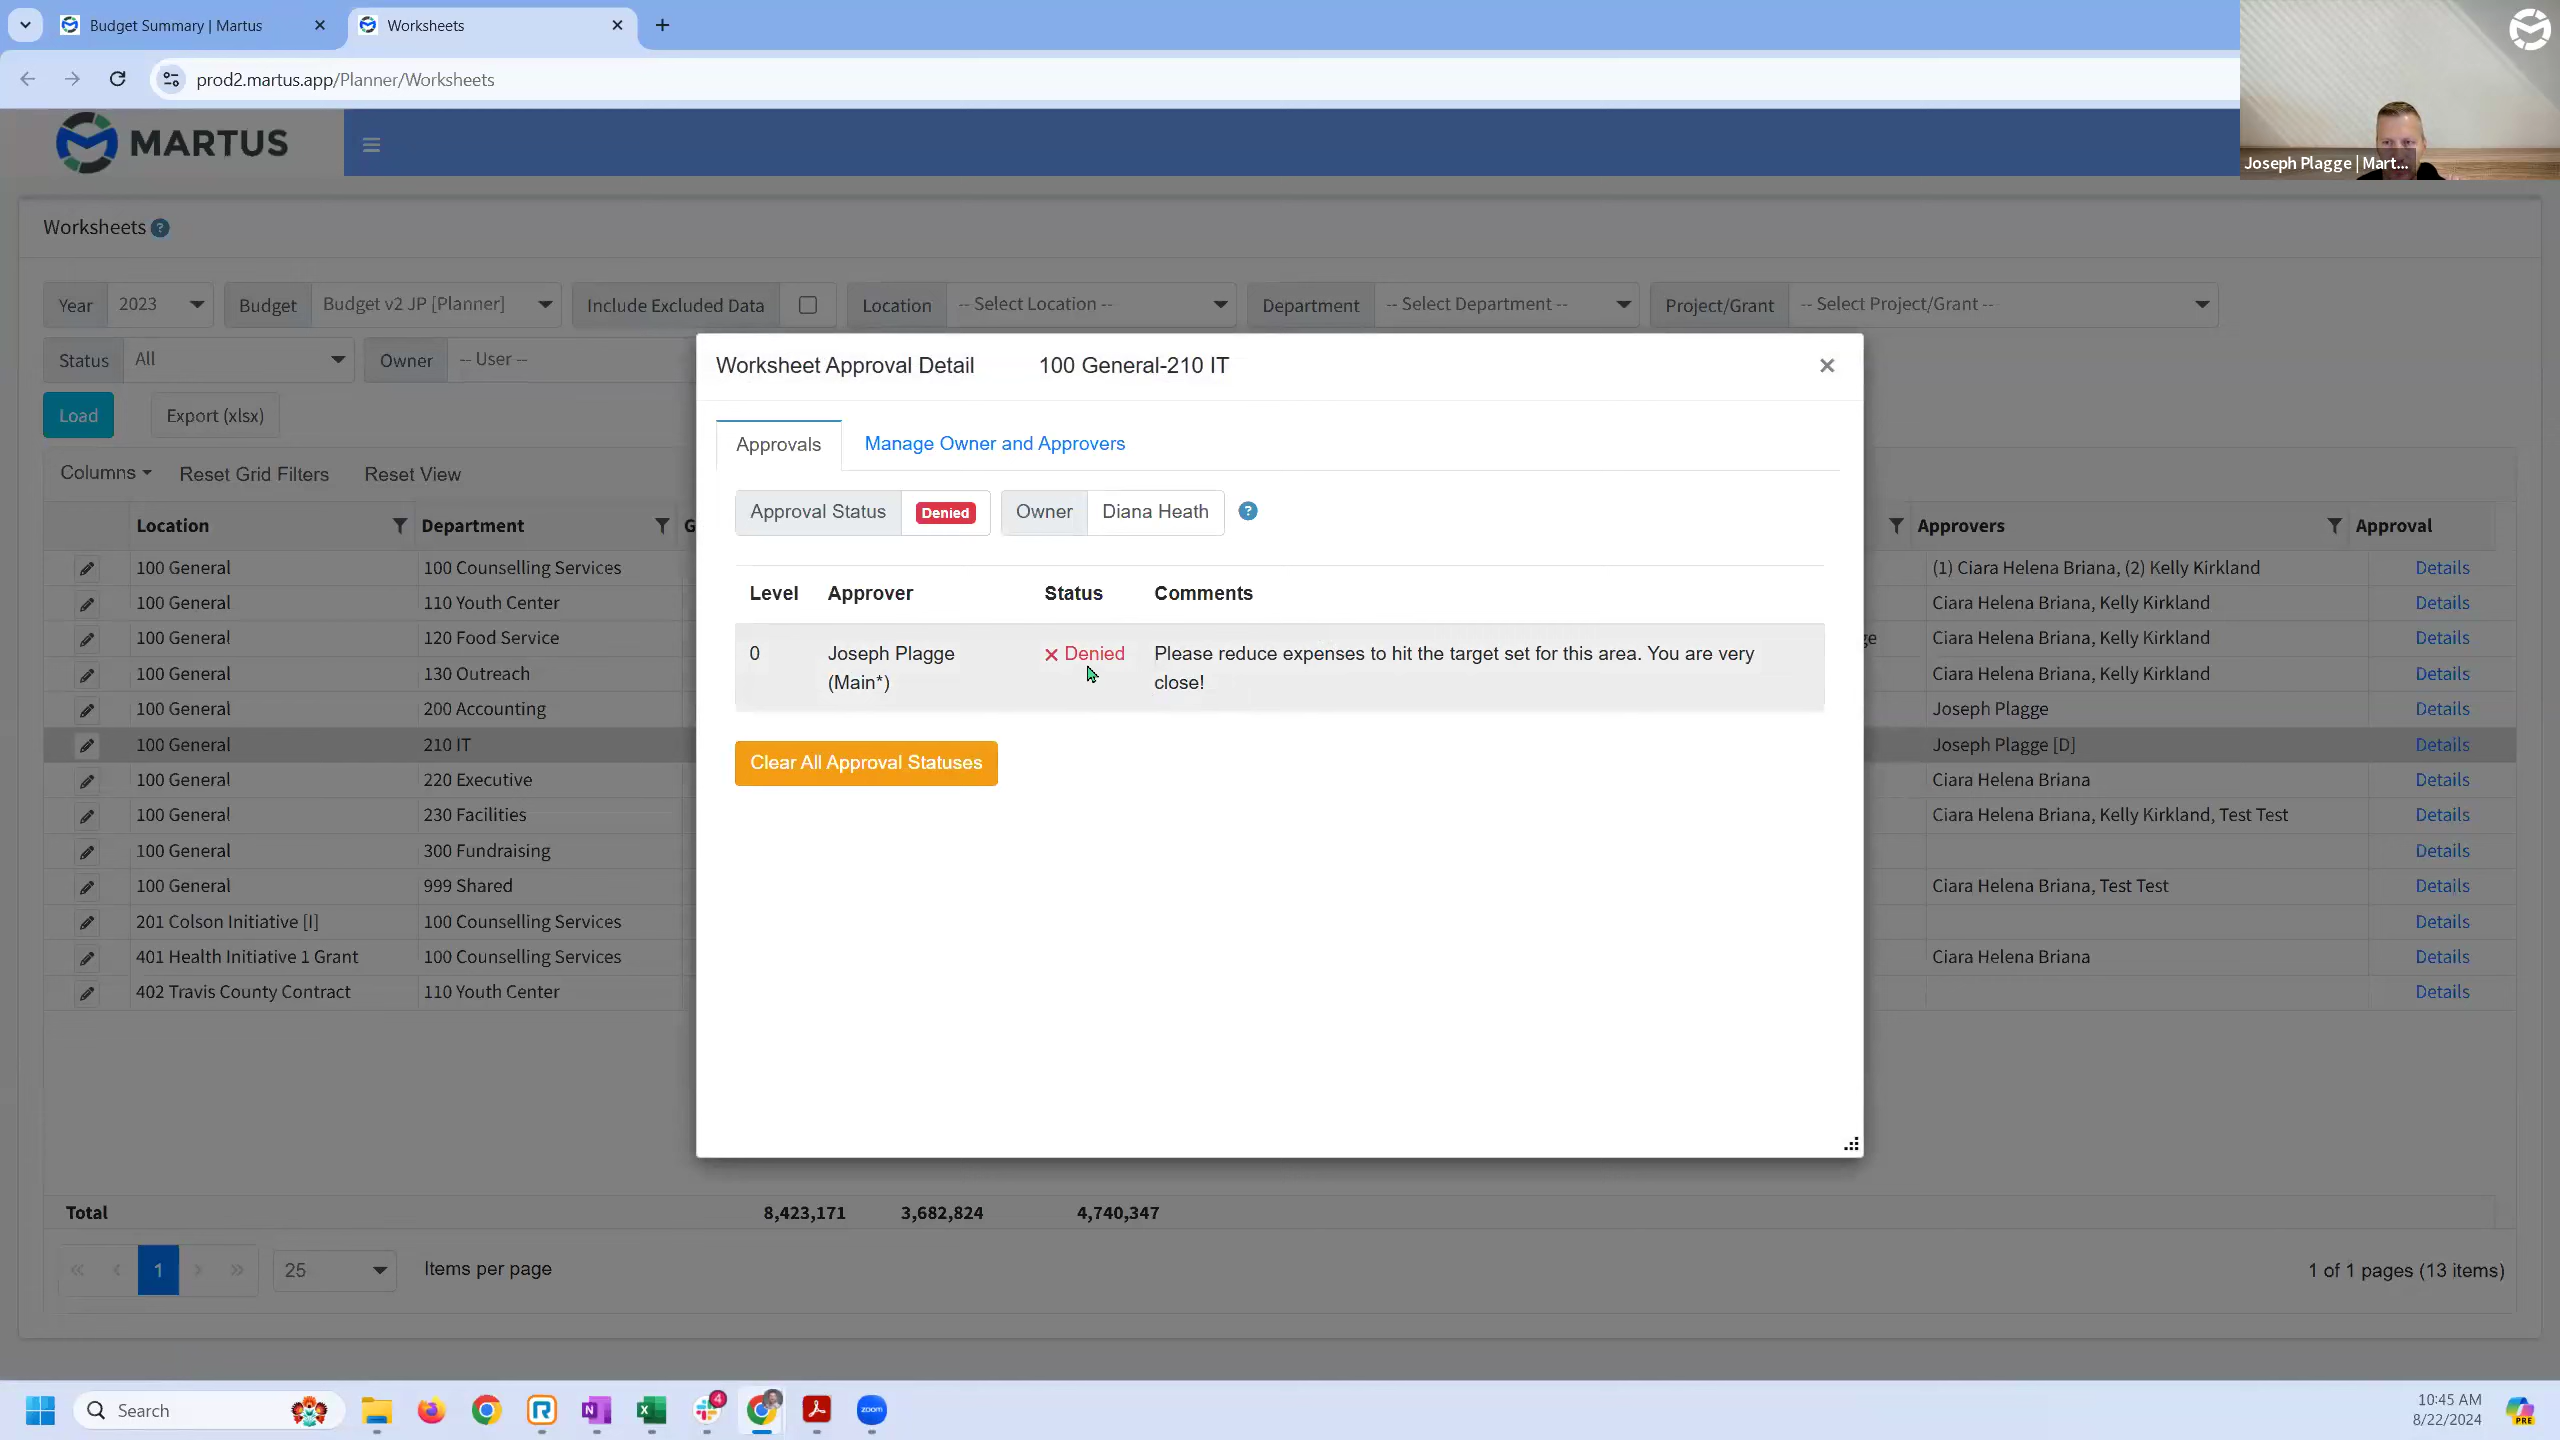 Budget Summary | Martus
Worksheets
prod2.martus.app/Planner/Worksheets
Joseph Plagge | Mart...
MARTUS
Worksheets ?
Year 2023 Budget Budget v2 JP [Planner] Include Excluded Data Location -- Select Location -- Department -- Select Department -- Project/Grant -- Select Project/Grant --
Status All Owner -- User --
Load Export (xlsx)
Columns Reset Grid Filters Reset View
Location Department G Approvers Approval
100 General 100 Counselling Services (1) Ciara Helena Briana, (2) Kelly Kirkland Details
100 General 110 Youth Center Ciara Helena Briana, Kelly Kirkland Details
100 General 120 Food Service ge Ciara Helena Briana, Kelly Kirkland Details
100 General 130 Outreach Ciara Helena Briana, Kelly Kirkland Details
100 General 200 Accounting Joseph Plagge Details
100 General 210 IT Joseph Plagge [D] Details
100 General 220 Executive Ciara Helena Briana Details
100 General 230 Facilities Ciara Helena Briana, Kelly Kirkland, Test Test Details
100 General 300 Fundraising Details
100 General 999 Shared Ciara Helena Briana, Test Test Details
201 Colson Initiative [I] 100 Counselling Services Details
401 Health Initiative 1 Grant 100 Counselling Services Ciara Helena Briana Details
402 Travis County Contract 110 Youth Center Details
Worksheet Approval Detail 100 General-210 IT
Approvals Manage Owner and Approvers
Approval Status Denied Owner Diana Heath ?
Level Approver Status Comments
0 Joseph Plagge Denied Please reduce expenses to hit the target set for this area. You are very
(Main*) close!
Clear All Approval Statuses
Total 8,423,171 3,682,824 4,740,347
« ‹ 1 › » 25 Items per page 1 of 1 pages (13 items)
Search 4 zoom 10:45 AM
8/22/2024 PRE